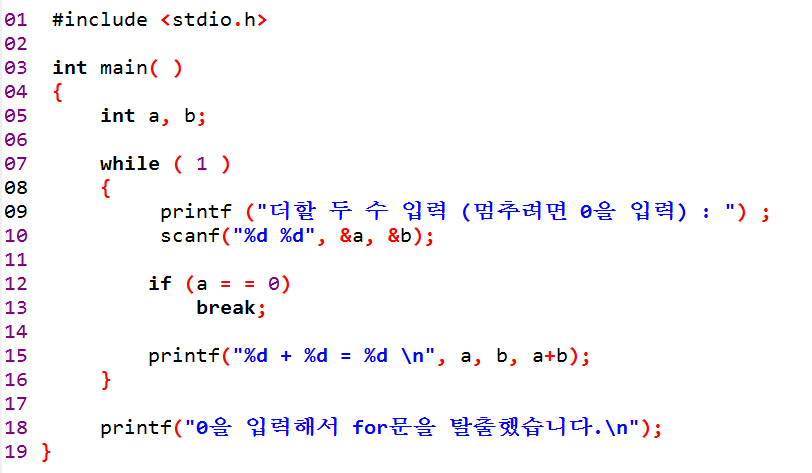 01 #include <stdio.h>
02
03 int main( )
04 {
05 int a, b;
06
07 while ( 1 )
08 {
09 printf ("더할 두 수 입력 (멈추려면 0을 입력) : ") ;
10 scanf("%d %d", &a, &b);
11
12 if (a = = 0)
13 break;
14
15 printf("%d + %d = %d \n", a, b, a+b);
16 }
17
18 printf("0을 입력해서 for문을 탈출했습니다.\n");
19 }